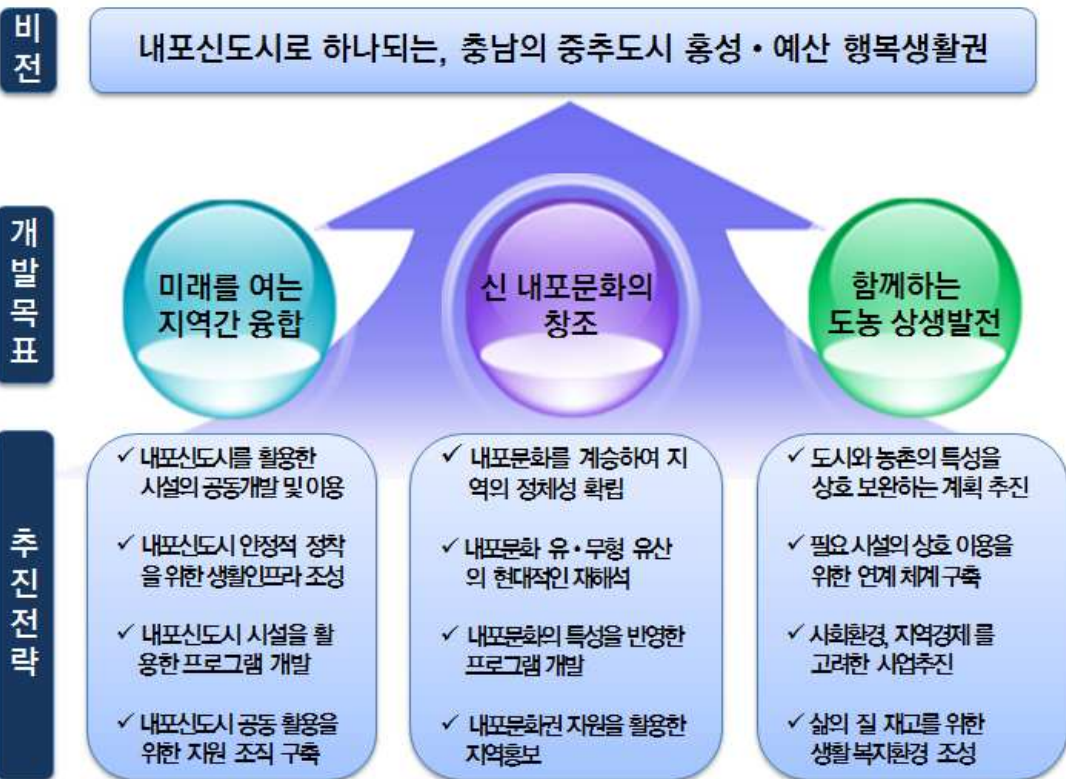 비전
내포신도시로 하나되는, 충남의 중추도시 홍성・예산 행복생활권
개발목표
미래를 여는
지역간 융합
신 내포문화의
창조
함께하는
도농 상생발전
추진전략
✓ 내포신도시를 활용한
시설의 공동개발 및 이용
✓ 내포신도시 안정적 정착
을 위한 생활인프라 조성
✓ 내포신도시 시설을 활
용한 프로그램 개발
✓ 내포신도시 공동 활용을
위한 지원 조직 구축
✓ 내포문화를 계승하여 지
역의 정체성 확립
✓ 내포문화 유・무형 유산
의 현대적인 재해석
✓ 내포문화의 특성을 반영한
프로그램 개발
✓ 내포문화권 자원을 활용한
지역홍보
✓ 도시와 농촌의 특성을
상호 보완하는 계획 추진
✓ 필요 시설의 상호 이용을
위한 연계 체계 구축
✓ 사회환경, 지역경제 를
고려한 사업추진
✓ 삶의 질 재고를 위한
생활 복지환경 조성